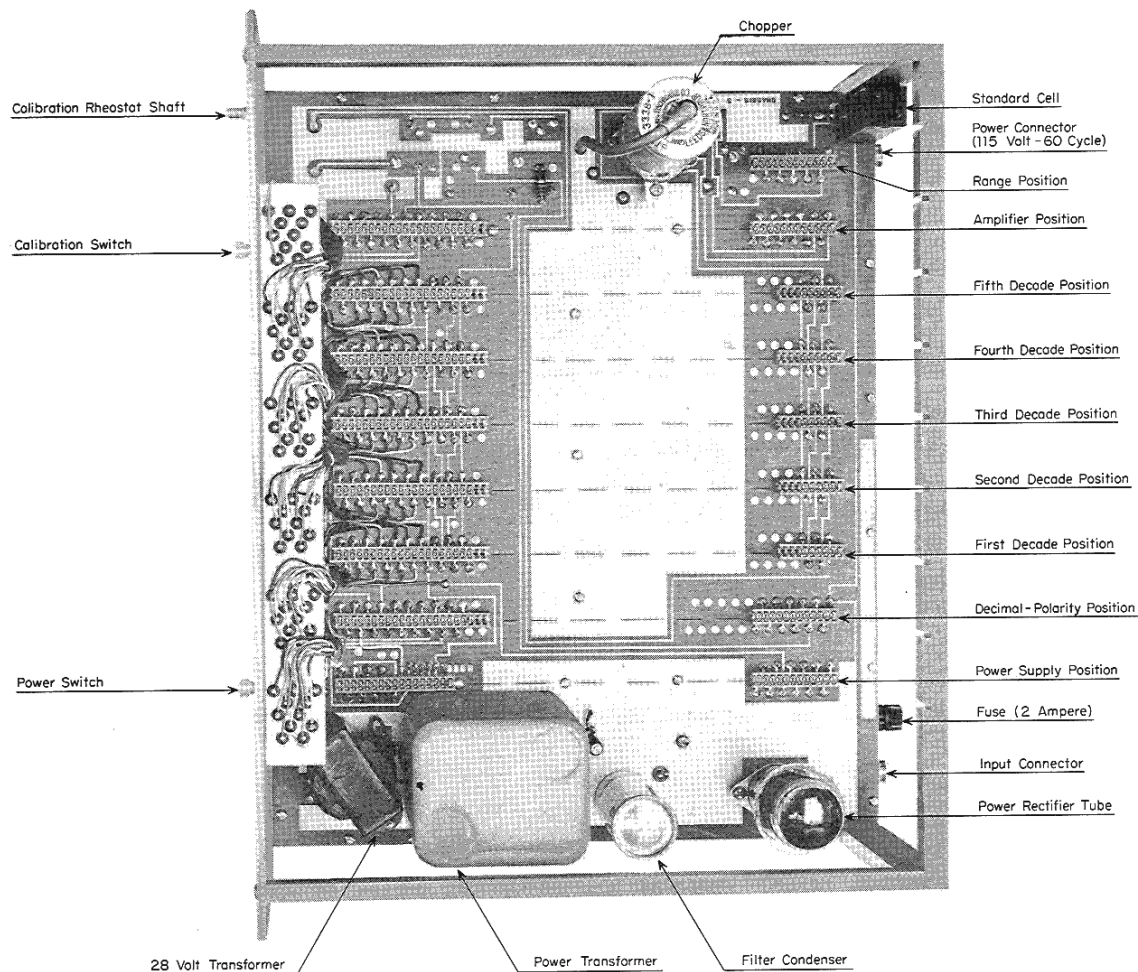 Chopper
Calibration Rheostat Shaft
Standard Cell
Power Connector
(115 Volt-60 Cycle)
Range Position
Calibration Switch
Amplifier Position
Fifth Decade Position
Fourth Decade Position
Third Decade Position
Second Decade Position
First Decade Position
Decimal-Polarity Position
Power Switch
Power Supply Position
Fuse (2 Ampere)
Input Connector
Power Rectifier Tube
28 Volt Transformer
Power Transformer
Filter Condenser